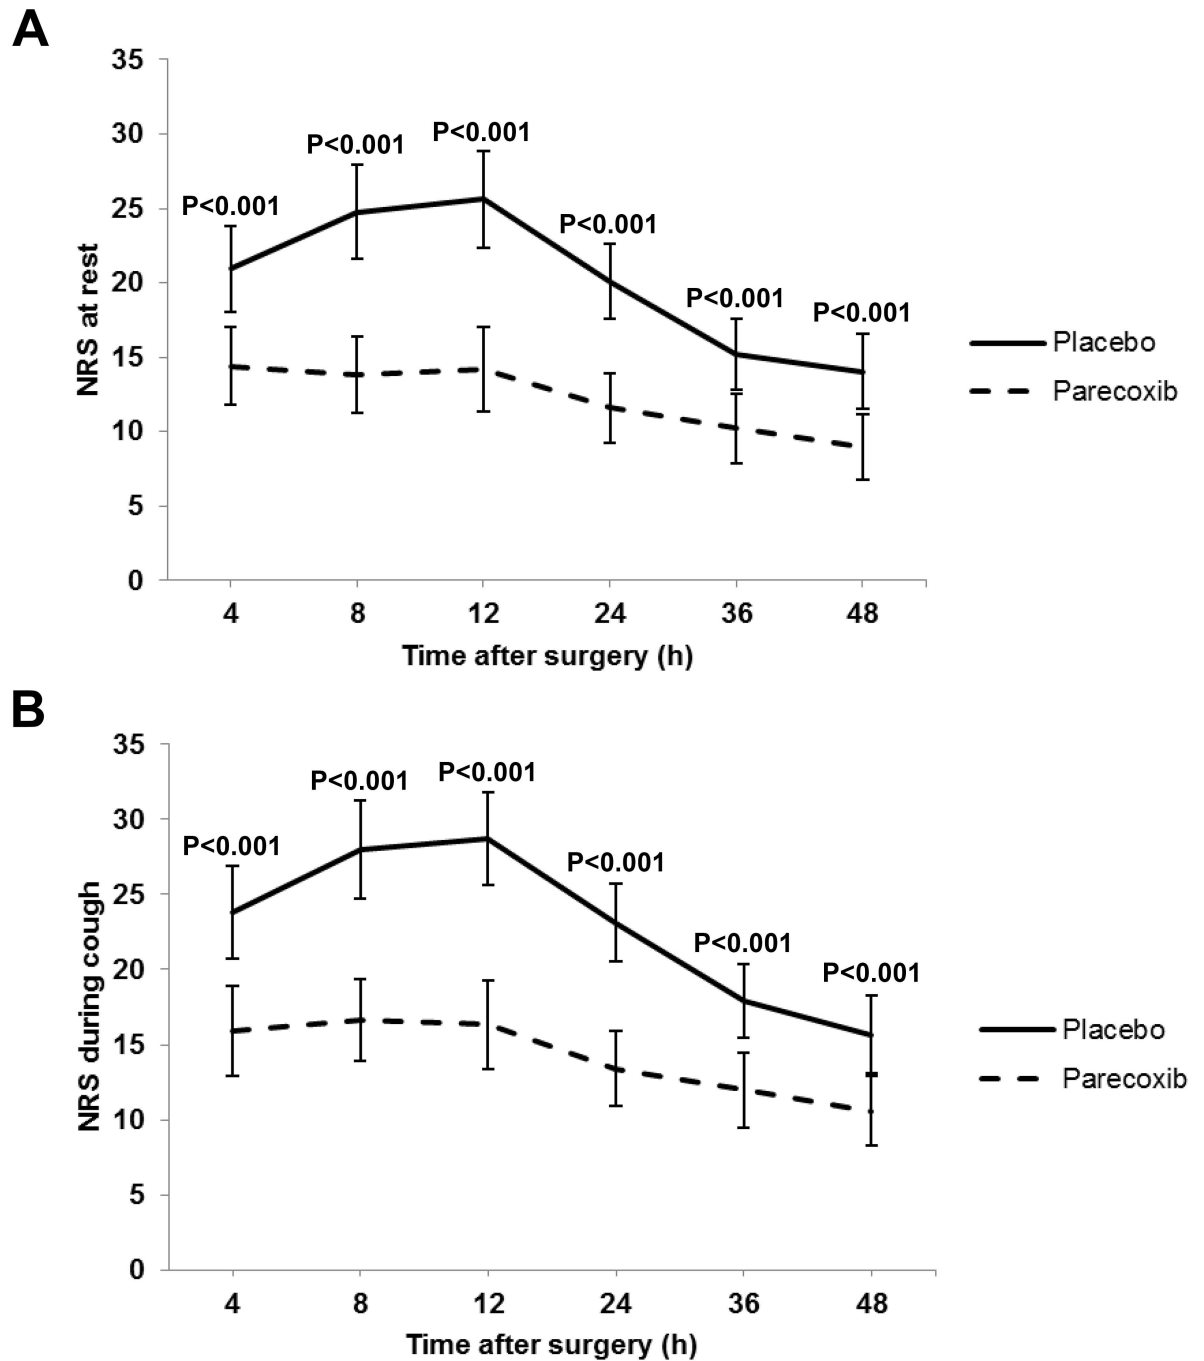 A
35
30
25
20
15
10
5
0
NRS at rest
P<0.001
P<0.001
P<0.001
P<0.001
P<0.001
P<0.001
Placebo
Parecoxib
4 8 12 24 36 48
Time after surgery (h)
B
35
30
25
20
15
10
5
0
NRS during cough
P<0.001
P<0.001
P<0.001
P<0.001
P<0.001
P<0.001
Placebo
Parecoxib
4 8 12 24 36 48
Time after surgery (h)